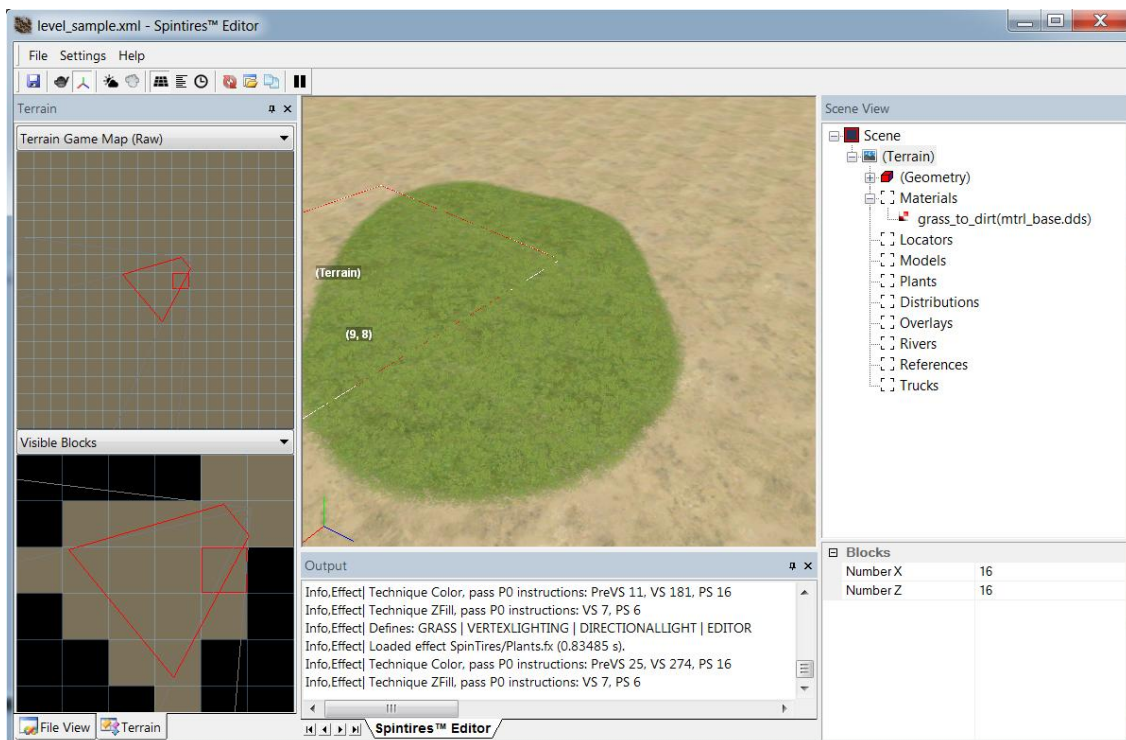 level_sample.xml - Spintires™ Editor
File Settings Help
Terrain
Terrain Game Map (Raw)
Visible Blocks
File View Terrain
(Terrain)
(9, 8)
Output
Info,Effect| Technique Color, pass P0 instructions: PreVS 11, VS 181, PS 16
Info,Effect| Technique ZFill, pass P0 instructions: VS 7, PS 6
Info,Effect| Defines: GRASS | VERTEXLIGHTING | DIRECTIONALLIGHT | EDITOR
Info,Effect| Loaded effect SpinTires/Plants.fx (0.83485 s).
Info,Effect| Technique Color, pass P0 instructions: PreVS 25, VS 274, PS 16
Info,Effect| Technique ZFill, pass P0 instructions: VS 7, PS 6
Spintires™ Editor
Scene View
Scene
(Terrain)
(Geometry)
Materials
grass_to_dirt(mtrl_base.dds)
Locators
Models
Plants
Distributions
Overlays
Rivers
References
Trucks
Blocks
Number X 16
Number Z 16